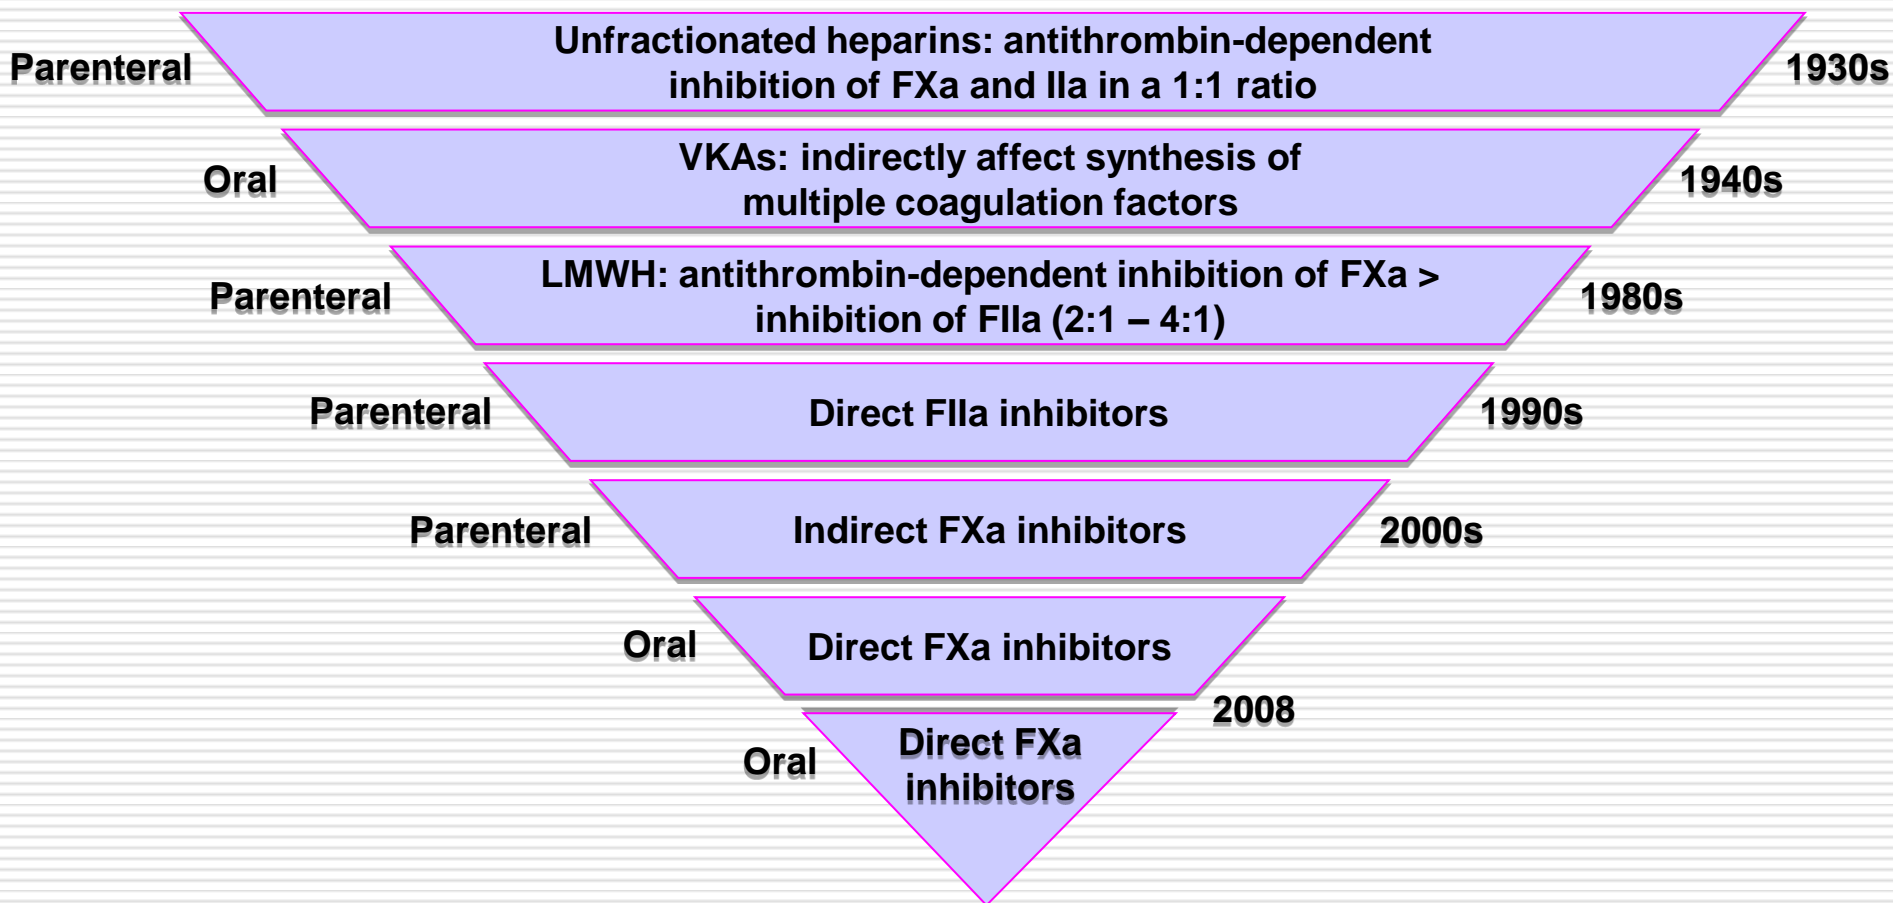 Parenteral
Unfractionated heparins: antithrombin-dependent
inhibition of FXa and IIa in a 1:1 ratio
1930s
Oral
VKAs: indirectly affect synthesis of
multiple coagulation factors
1940s
Parenteral
LMWH: antithrombin-dependent inhibition of FXa >
inhibition of FIIa (2:1 – 4:1)
1980s
Parenteral
Direct FIIa inhibitors
1990s
Parenteral
Indirect FXa inhibitors
2000s
Oral
Direct FXa inhibitors
2008
Oral
Direct FXa
inhibitors